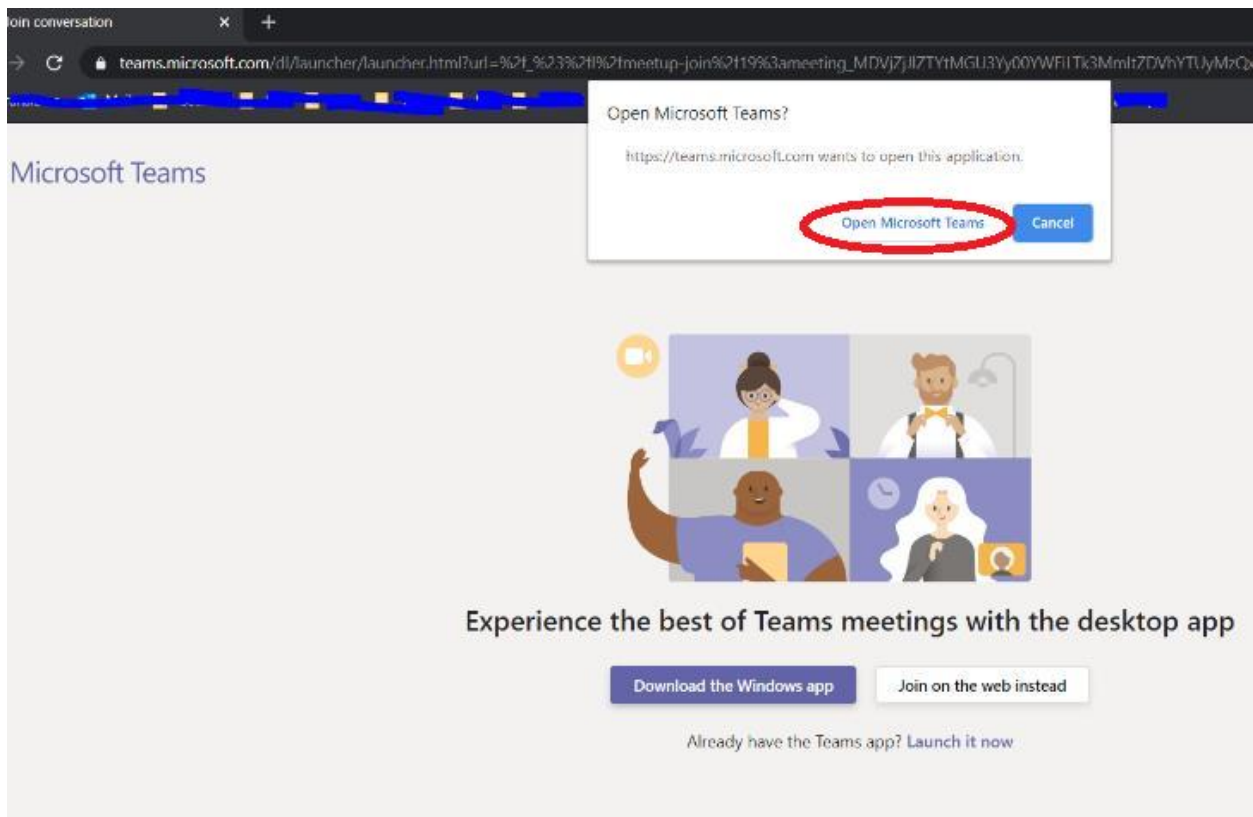 Join conversation
teams.microsoft.com/dl/launcher/launcher.html?url=%2f_%23%2fl%2fmeetup-join%2f19%3ameeting_
Open Microsoft Teams?
https://teams.microsoft.com wants to open this application.
Open Microsoft Teams Cancel
Microsoft Teams
Experience the best of Teams meetings with the desktop app
Download the Windows app Join on the web instead
Already have the Teams app? Launch it now